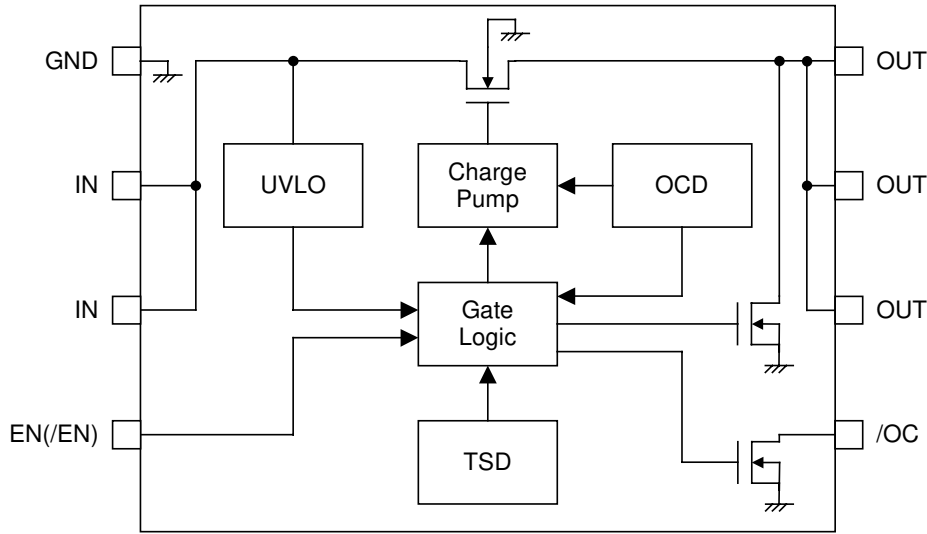 GND
OUT
IN
UVLO
Charge
Pump
OCD
OUT
IN
Gate
Logic
OUT
EN(/EN)
TSD
/OC